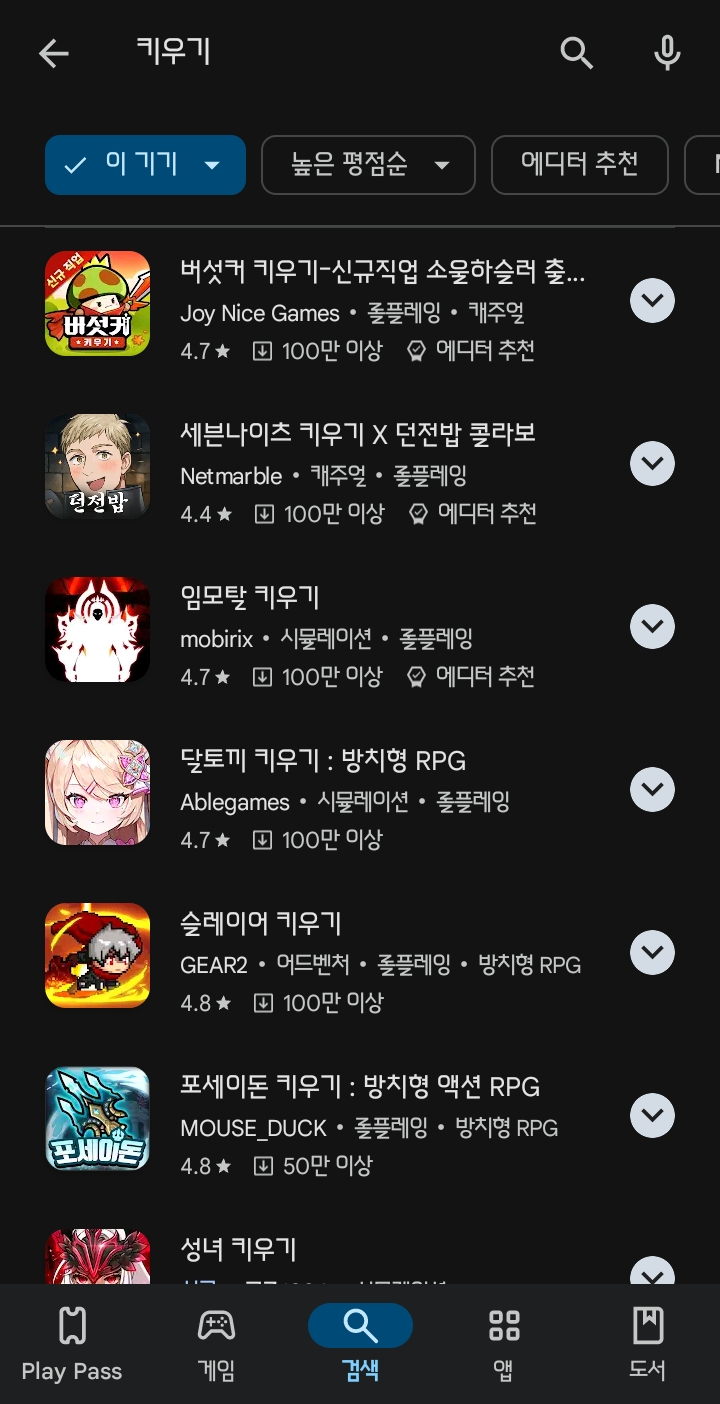 키우기
이 기기
높은 평점순
에디터 추천
신규 직업
버섯커
키우기
버섯커 키우기-신규직업 소울하슬러 출...
Joy Nice Games • 롤플레잉 • 캐주얼
4.7★ 100만 이상 에디터 추천
던전밥
세븐나이츠 키우기 X 던전밥 콜라보
Netmarble • 캐주얼 • 롤플레잉
4.4★ 100만 이상 에디터 추천
임모탈 키우기
mobirix • 시뮬레이션 • 롤플레잉
4.7★ 100만 이상 에디터 추천
달토끼 키우기 : 방치형 RPG
Ablegames • 시뮬레이션 • 롤플레잉
4.7★ 100만 이상
슬레이어 키우기
GEAR2 • 어드벤처 • 롤플레잉 • 방치형 RPG
4.8★ 100만 이상
포세이돈
포세이돈 키우기 : 방치형 액션 RPG
MOUSE_DUCK • 롤플레잉 • 방치형 RPG
4.8★ 50만 이상
성녀 키우기
Play Pass
게임
검색
앱
도서